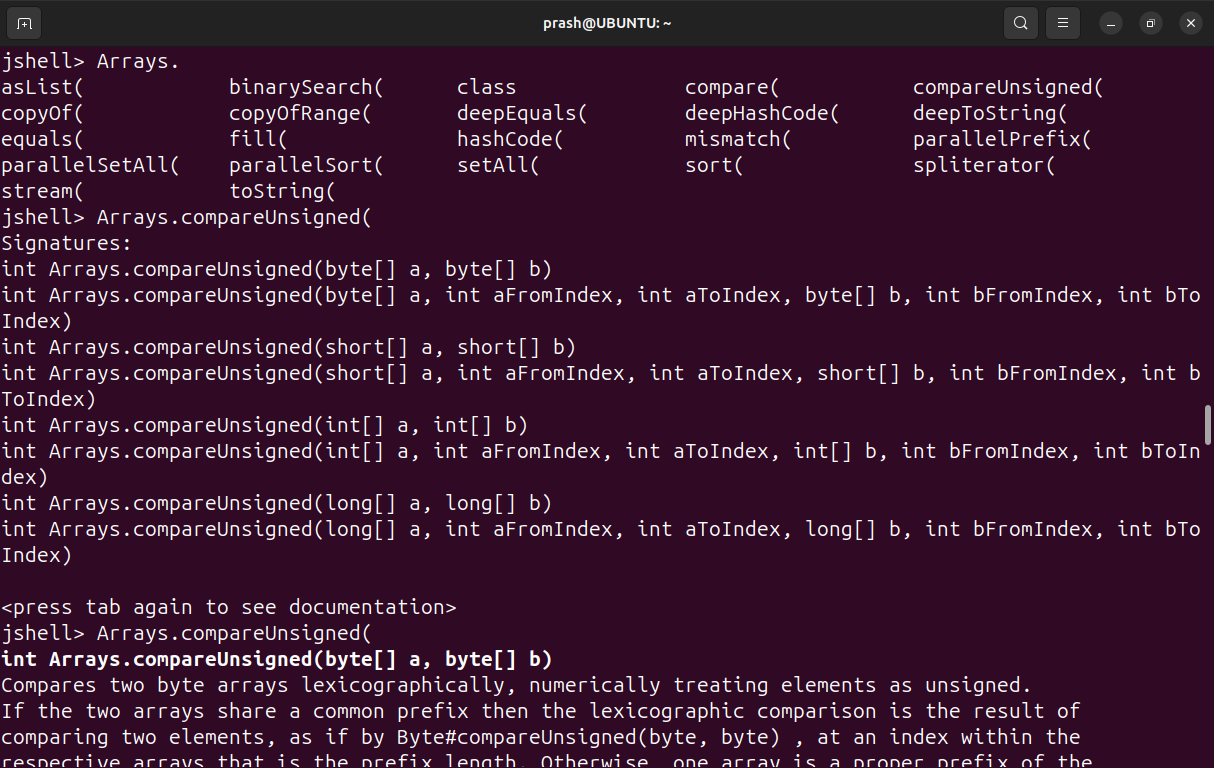 prash@UBUNTU: ~
jshell> Arrays.
asList( binarySearch( class compare( compareUnsigned(
copyOf( copyOfRange( deepEquals( deepHashCode( deepToString(
equals( fill( hashCode( mismatch( parallelPrefix(
parallelSetAll( parallelSort( setAll( sort( spliterator(
stream( toString(
jshell> Arrays.compareUnsigned(
Signatures:
int Arrays.compareUnsigned(byte[] a, byte[] b)
int Arrays.compareUnsigned(byte[] a, int aFromIndex, int aToIndex, byte[] b, int bFromIndex, int bTo
Index)
int Arrays.compareUnsigned(short[] a, short[] b)
int Arrays.compareUnsigned(short[] a, int aFromIndex, int aToIndex, short[] b, int bFromIndex, int b
ToIndex)
int Arrays.compareUnsigned(int[] a, int[] b)
int Arrays.compareUnsigned(int[] a, int aFromIndex, int aToIndex, int[] b, int bFromIndex, int bToIn
dex)
int Arrays.compareUnsigned(long[] a, long[] b)
int Arrays.compareUnsigned(long[] a, int aFromIndex, int aToIndex, long[] b, int bFromIndex, int bTo
Index)
<press tab again to see documentation>
jshell> Arrays.compareUnsigned(
int Arrays.compareUnsigned(byte[] a, byte[] b)
Compares two byte arrays lexicographically, numerically treating elements as unsigned.
If the two arrays share a common prefix then the lexicographic comparison is the result of
comparing two elements, as if by Byte#compareUnsigned(byte, byte) , at an index within the
respective arrays that is the prefix length. Otherwise, one array is a proper prefix of the